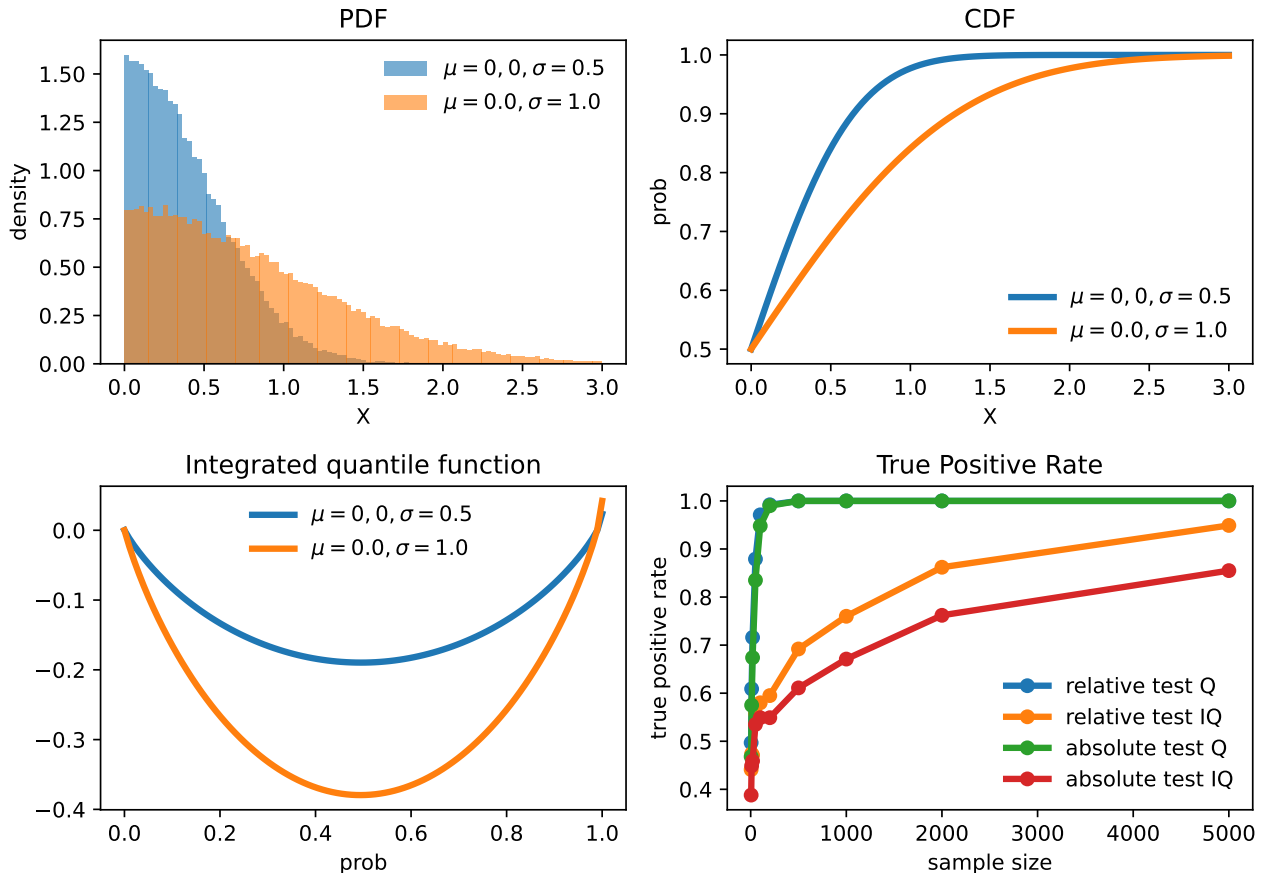 PDF
density
1.50
1.25
1.00
0.75
0.50
0.25
0.00
μ = 0, 0, σ = 0.5
μ = 0.0, σ = 1.0
0.0 0.5 1.0 1.5 2.0 2.5 3.0
X
CDF
prob
1.0
0.9
0.8
0.7
0.6
0.5
μ = 0, 0, σ = 0.5
μ = 0.0, σ = 1.0
0.0 0.5 1.0 1.5 2.0 2.5 3.0
X
Integrated quantile function
0.0
−0.1
−0.2
−0.3
−0.4
μ = 0, 0, σ = 0.5
μ = 0.0, σ = 1.0
0.0 0.2 0.4 0.6 0.8 1.0
prob
True Positive Rate
true positive rate
1.0
0.9
0.8
0.7
0.6
0.5
0.4
relative test Q
relative test IQ
absolute test Q
absolute test IQ
0 1000 2000 3000 4000 5000
sample size